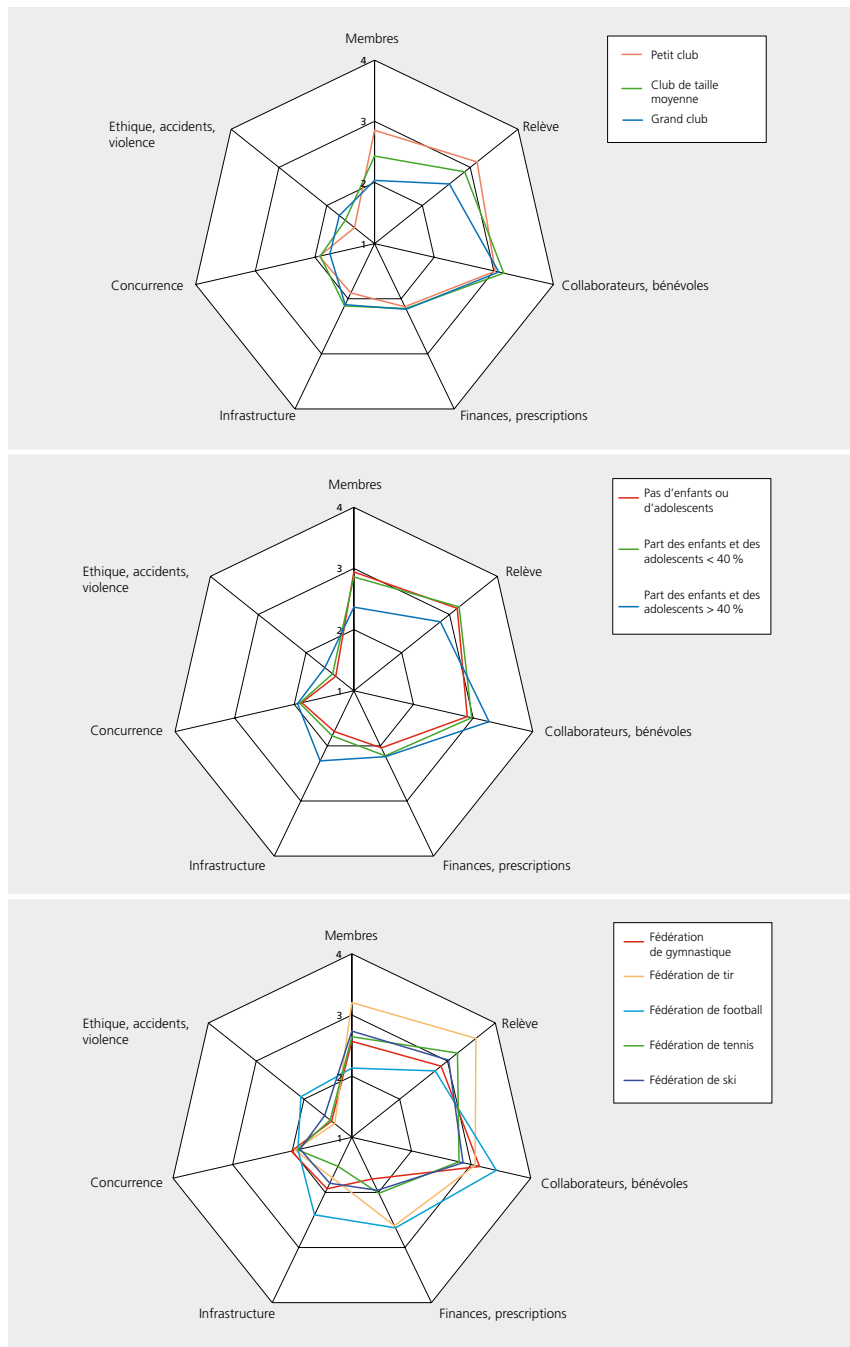 Membres
4
3
2
1
Relève
Collaborateurs, bénévoles
Finances, prescriptions
Infrastructure
Concurrence
Ethique, accidents,
violence
Petit club
Club de taille
moyenne
Grand club
Membres
4
3
2
1
Relève
Collaborateurs, bénévoles
Finances, prescriptions
Infrastructure
Concurrence
Ethique, accidents,
violence
Pas d’enfants ou
d’adolescents
Part des enfants et des
adolescents < 40 %
Part des enfants et des
adolescents > 40 %
Membres
4
3
2
1
Relève
Collaborateurs, bénévoles
Finances, prescriptions
Infrastructure
Concurrence
Ethique, accidents,
violence
Fédération
de gymnastique
Fédération de tir
Fédération de football
Fédération de tennis
Fédération de ski